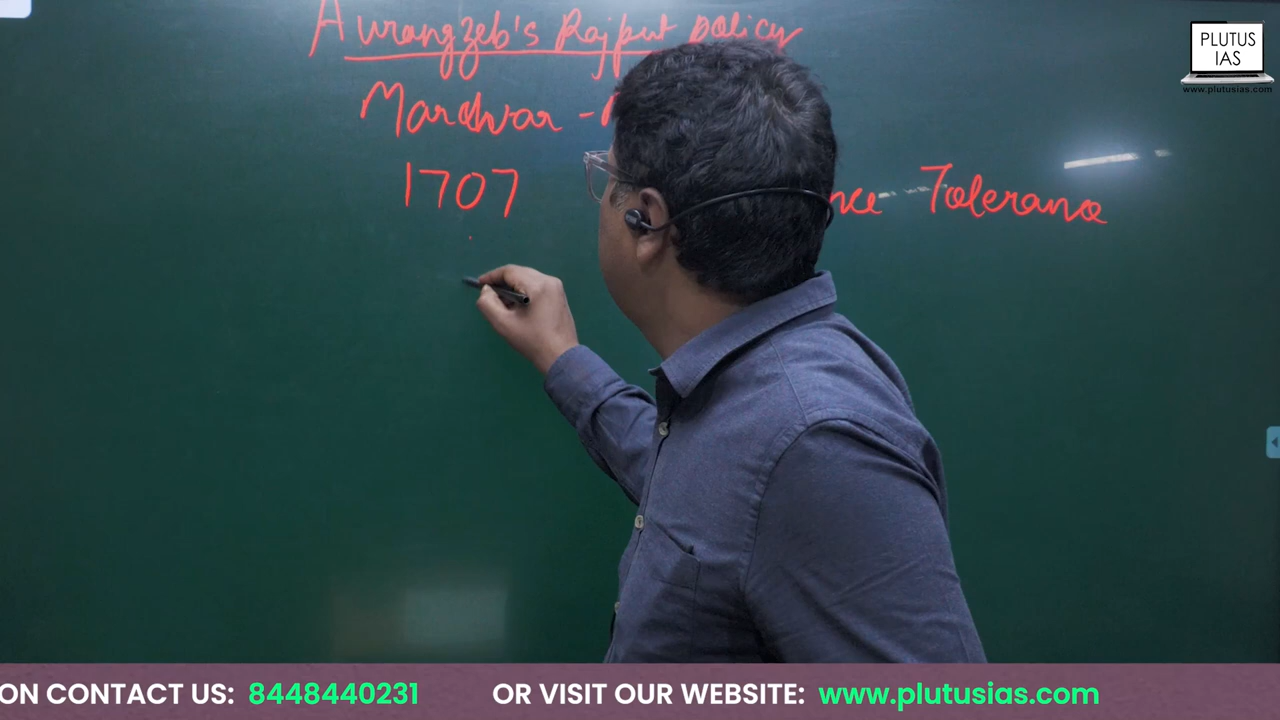 Aurangzeb's Rajput policy
Mardwar -
1707 Tolerance
PLUTUS
IAS
www.plutusias.com
ON CONTACT US: 8448440231 OR VISIT OUR WEBSITE: www.plutusias.com